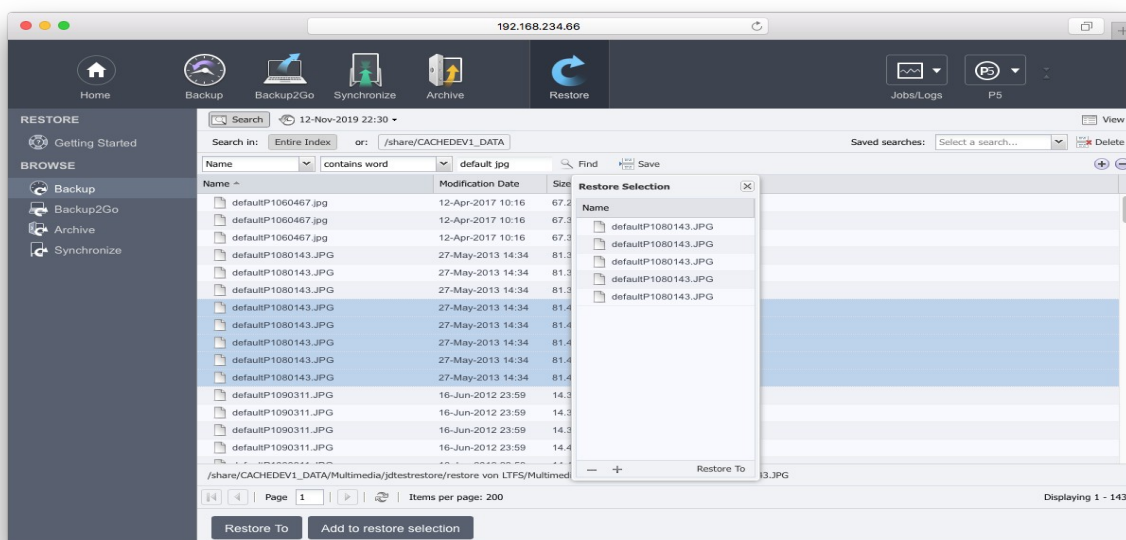 192.168.234.66
Home
Backup
Backup2Go
Synchronize
Archive
Restore
Jobs/Logs
P5
P5
RESTORE
Getting Started
BROWSE
Backup
Backup2Go
Archive
Synchronize
Search 12-Nov-2019 22:30
View
Search in: Entire Index or: /share/CACHEDEV1_DATA
Saved searches: Select a search... Delete
Name contains word default jpg Find Save
Name Modification Date Size
defaultP1060467.jpg 12-Apr-2017 10:16 67.2
defaultP1060467.jpg 12-Apr-2017 10:16 67.3
defaultP1060467.jpg 12-Apr-2017 10:16 67.3
defaultP1080143.JPG 27-May-2013 14:34 81.3
defaultP1080143.JPG 27-May-2013 14:34 81.3
defaultP1080143.JPG 27-May-2013 14:34 81.3
defaultP1080143.JPG 27-May-2013 14:34 81.4
defaultP1080143.JPG 27-May-2013 14:34 81.4
defaultP1080143.JPG 27-May-2013 14:34 81.4
defaultP1080143.JPG 27-May-2013 14:34 81.4
defaultP1080143.JPG 27-May-2013 14:34 81.4
defaultP1090311.JPG 16-Jun-2012 23:59 14.3
defaultP1090311.JPG 16-Jun-2012 23:59 14.3
defaultP1090311.JPG 16-Jun-2012 23:59 14.3
defaultP1090311.JPG 16-Jun-2012 23:59 14.4
Restore Selection
Name
defaultP1080143.JPG
defaultP1080143.JPG
defaultP1080143.JPG
defaultP1080143.JPG
defaultP1080143.JPG
Restore To
/share/CACHEDEV1_DATA/Multimedia/jdtestrestore/restore von LTFS/Multimed 3.JPG
Page 1 Items per page: 200
Displaying 1 - 143
Restore To
Add to restore selection